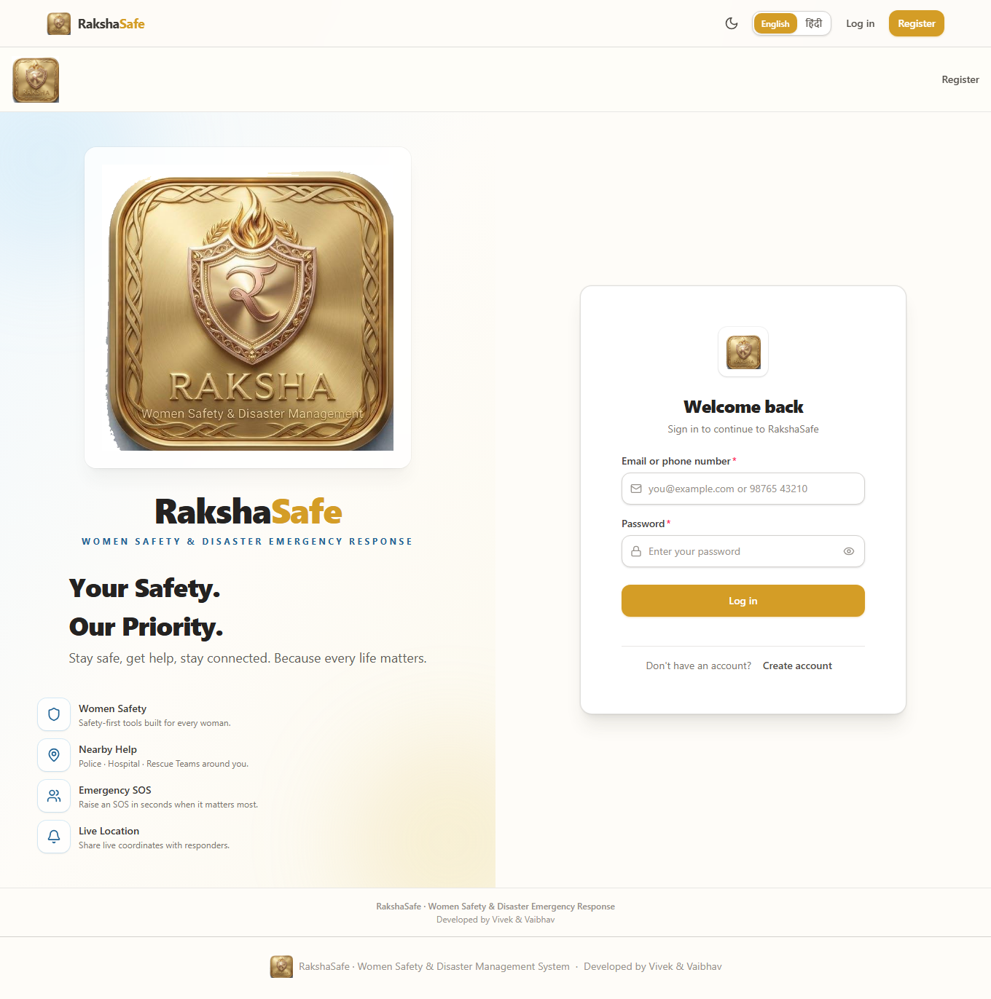 RakshaSafe
English
हिंदी
Log in
Register
RAKSHA
Register
र
RAKSHA
Women Safety & Disaster Management
RakshaSafe
WOMEN SAFETY & DISASTER EMERGENCY RESPONSE
Your Safety.
Our Priority.
Stay safe, get help, stay connected. Because every life matters.
Women Safety
Safety-first tools built for every woman.
Nearby Help
Police · Hospital · Rescue Teams around you.
Emergency SOS
Raise an SOS in seconds when it matters most.
Live Location
Share live coordinates with responders.
Welcome back
Sign in to continue to RakshaSafe
Email or phone number*
you@example.com or 98765 43210
Password*
Enter your password
Log in
Don't have an account? Create account
RakshaSafe · Women Safety & Disaster Emergency Response
Developed by Vivek & Vaibhav
RakshaSafe · Women Safety & Disaster Management System · Developed by Vivek & Vaibhav